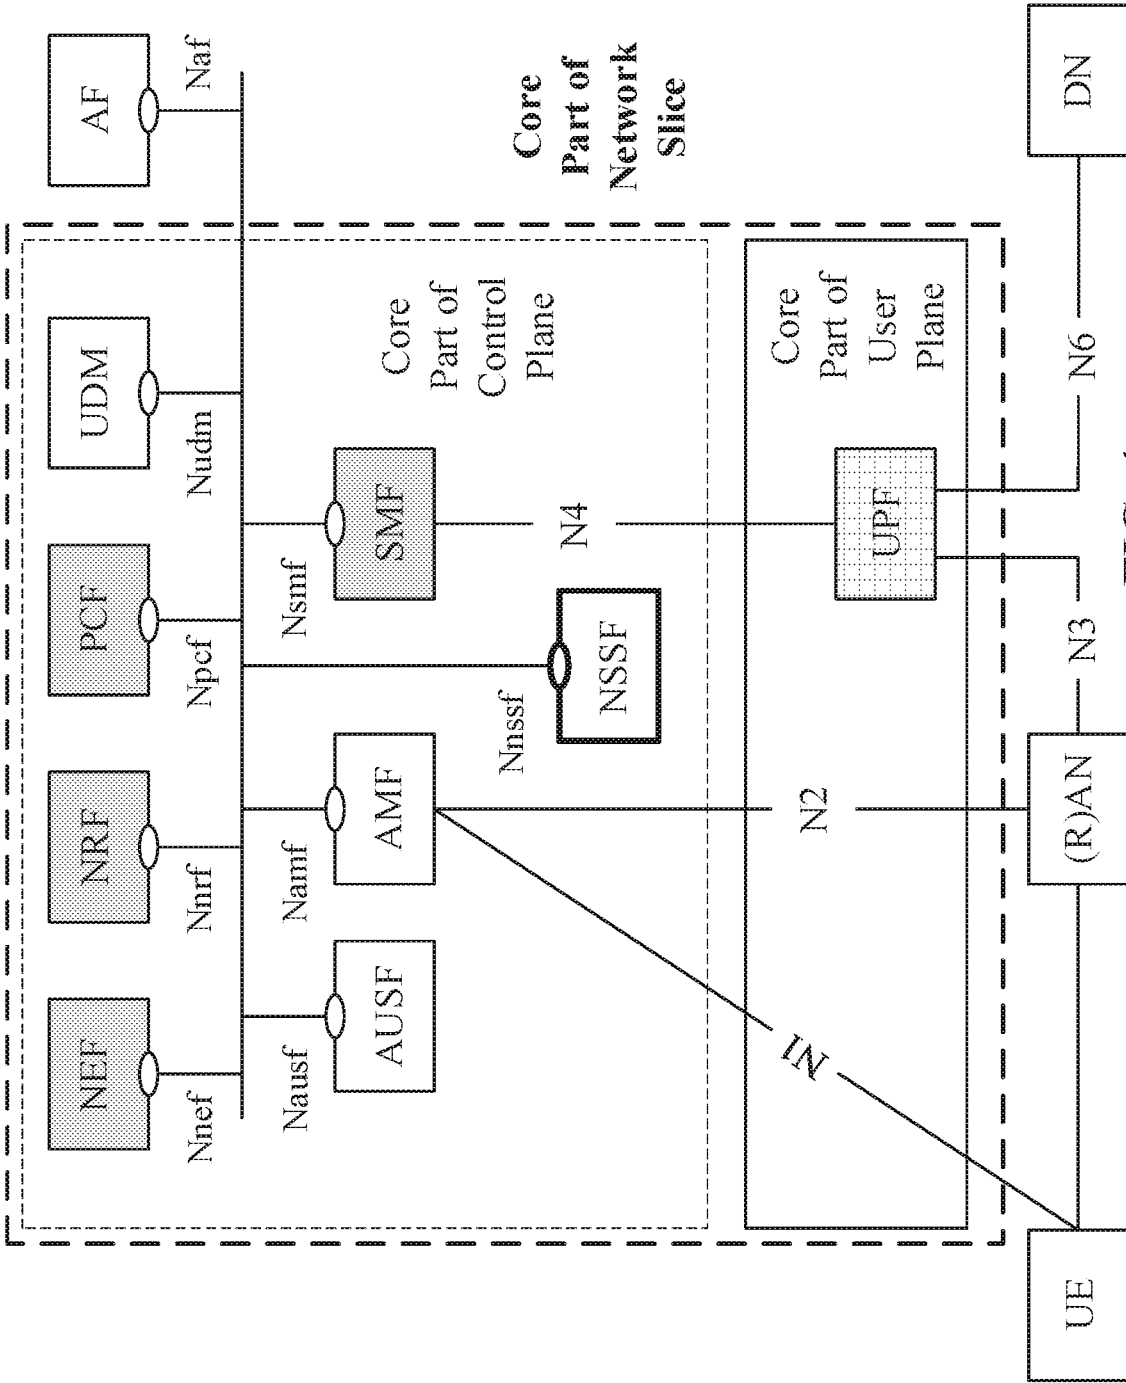 NEF
NRF
PCF
UDM
AF
Nnef
Nnrf
Npcf
Nudm
Naf
Nausf
Namf
Nsmf
AUSF
AMF
SMF
Core
Part of
Control
Plane
Nnssf
NSSF
N4
Core
Part of
Network
Slice
N1
N2
UPF
Core
Part of
User
Plane
UE
(R)AN
N3
N6
DN